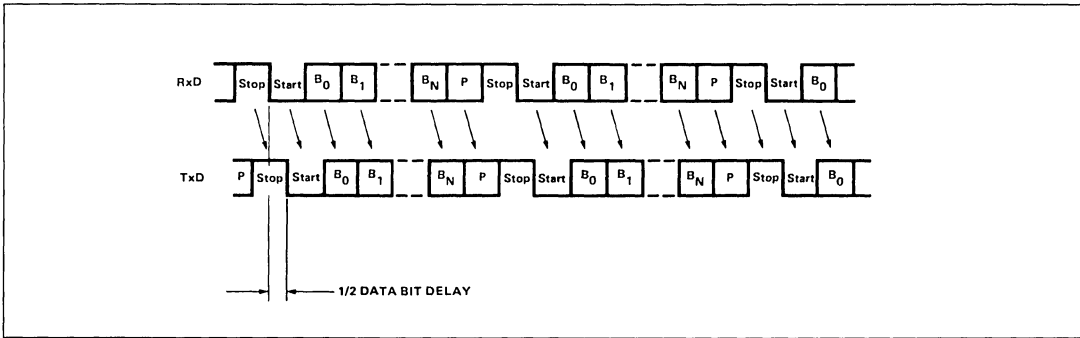 RxD Stop Start B0 B1 BN P Stop Start B0 B1 BN P Stop Start B0
TxD P Stop Start B0 B1 BN P Stop Start B0 B1 BN P Stop Start B0
1/2 DATA BIT DELAY